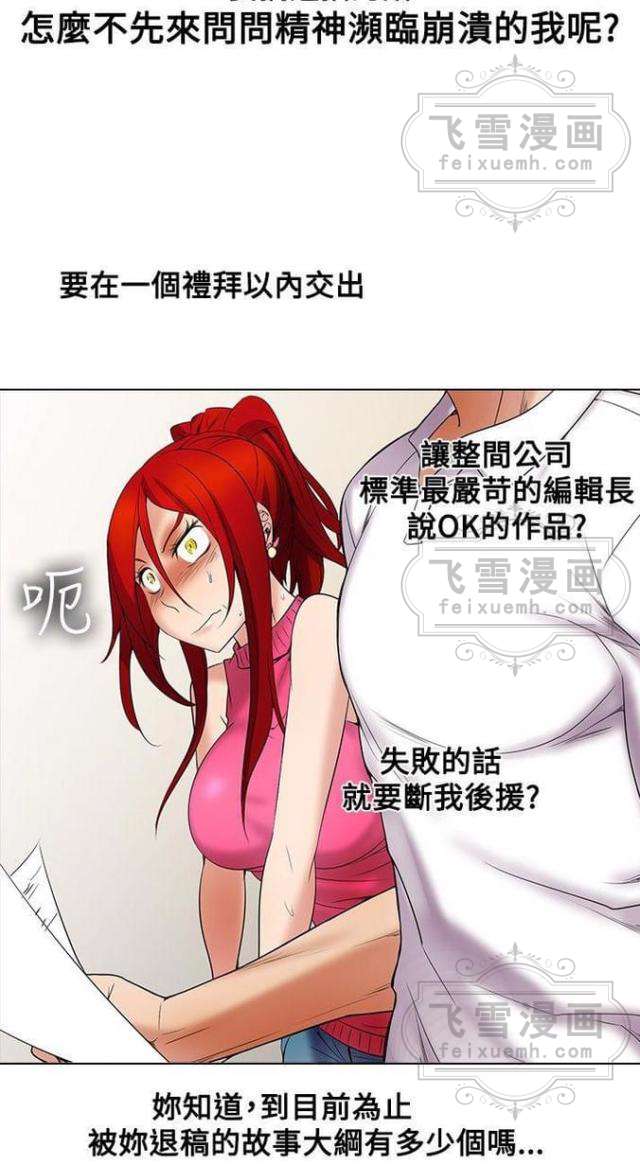 怎麼不先來問問精神瀕臨崩潰的我呢?
飞雪漫画
feixuemh.com
要在一個禮拜以內交出
讓整間公司
標準最嚴苛的編輯長
說OK的作品?
飞雪漫画
feixuemh.com
呃
失敗的話
就要斷我後援?
飞雪漫画
feixuemh.com
妳知道,到目前為止
被妳退稿的故事大綱有多少個嗎...